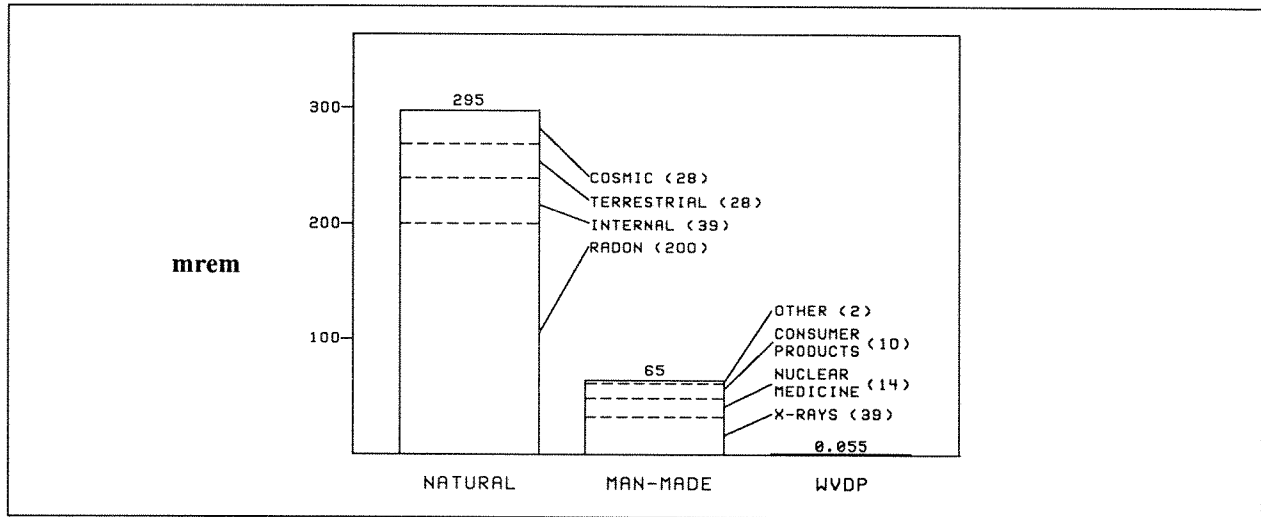 295
300
COSMIC (28)
TERRESTRIAL (28)
200
INTERNAL (39)
RADON (200)
mrem
OTHER (2)
100
CONSUMER
PRODUCTS (10)
65
NUCLEAR
MEDICINE (14)
X-RAYS (39)
0.055
NATURAL MAN-MADE WVDP